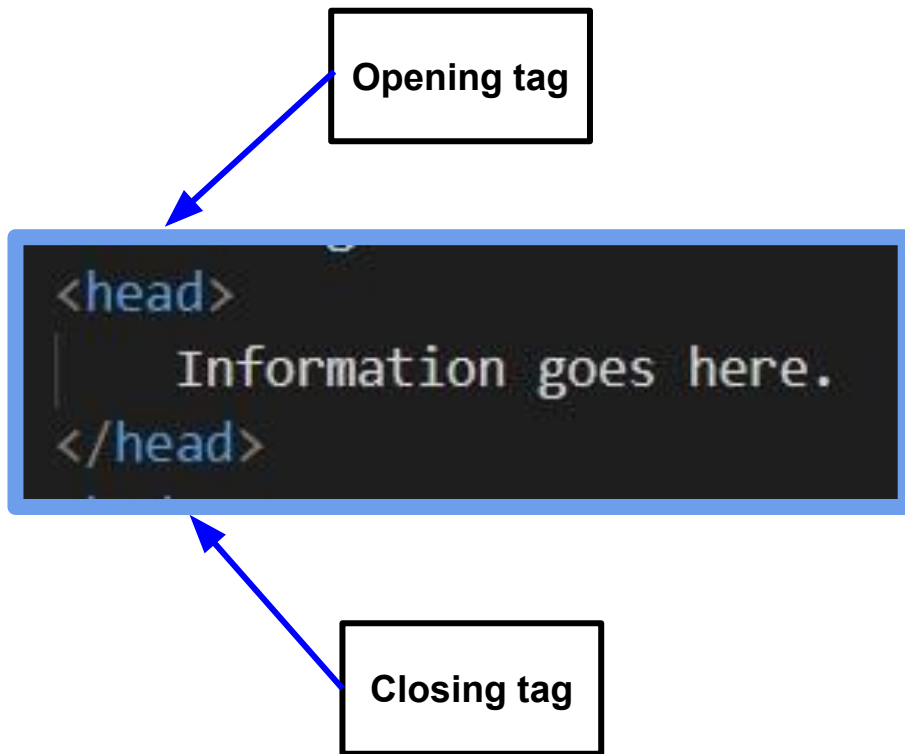 Opening tag
<head>
Information goes here.
</head>
Closing tag